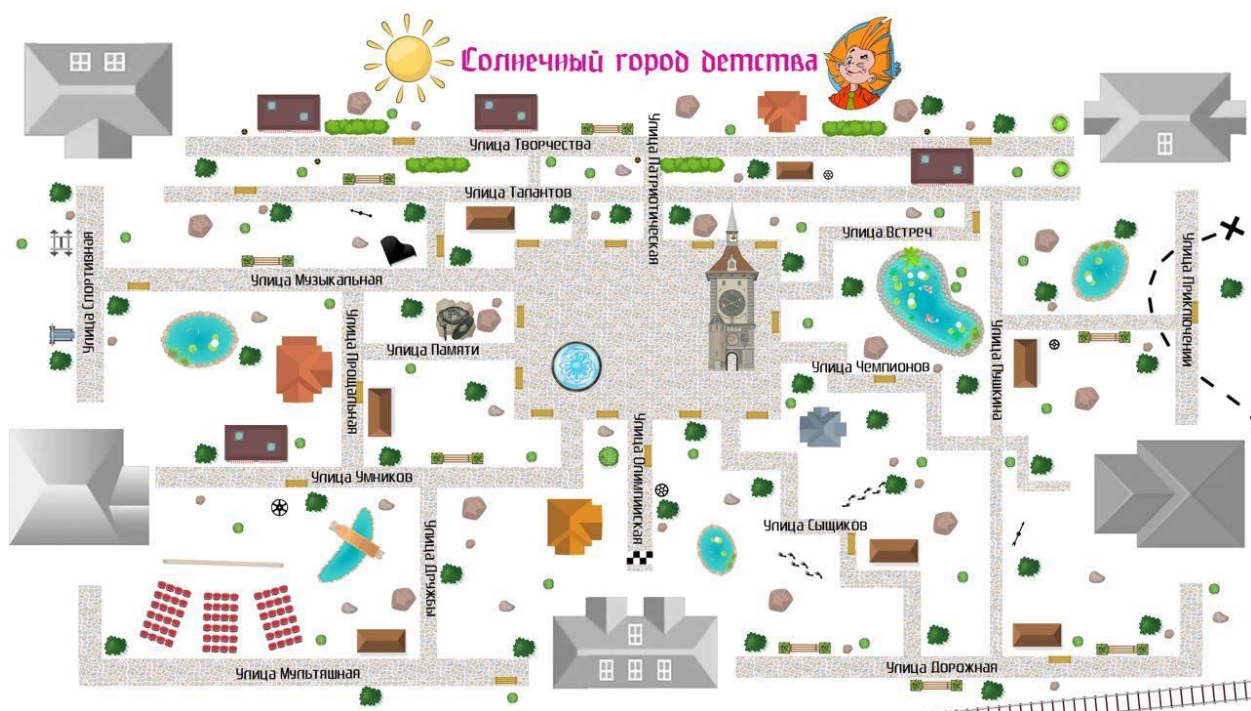 Солнечный город детства
Улица Творчества
Улица Патриотическая
Улица Талантов
Улица Встреч
Улица Спортивная
Улица Музыкальная
Улица Приключений
Улица Прощальная
Улица Памяти
Улица Чемпионов
Улица Пушкина
Улица Умников
Улица Олимпийская
Улица Сыщиков
Улица Дружбы
Улица Мультяшная
Улица Дорожная